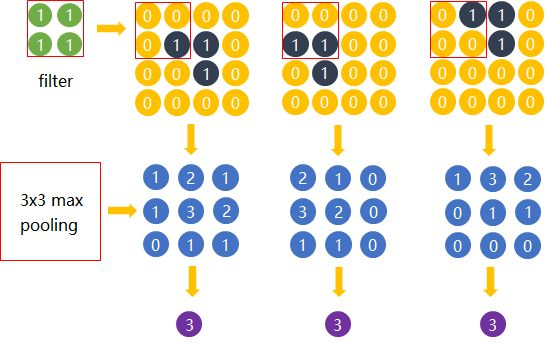 1 1 0 0 0 0 0 0 0 0 0 1 1 0
1 1 0 1 1 0 1 1 0 0 0 0 1 0
filter 0 0 1 0 0 1 0 0 0 0 0 0
0 0 0 0 0 0 0 0 0 0 0 0
1 2 1 2 1 0 1 3 2
3x3 max
pooling
1 3 2 3 2 0 0 1 1
0 1 1 1 1 0 0 0 0
3 3 3